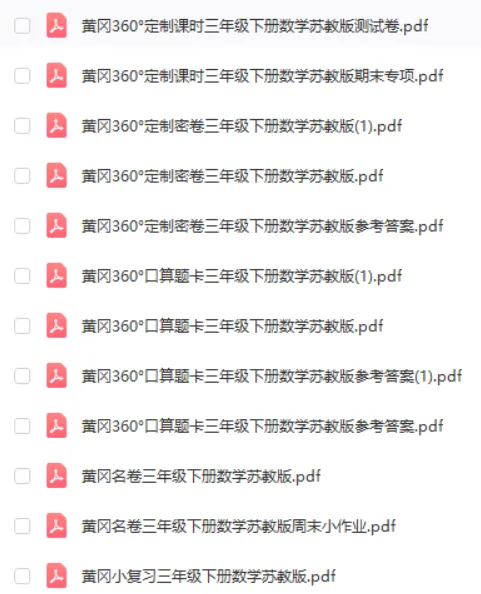 黄冈360°定制课时三年级下册数学苏教版测试卷.pdf
黄冈360°定制课时三年级下册数学苏教版期末专项.pdf
黄冈360°定制密卷三年级下册数学苏教版(1).pdf
黄冈360°定制密卷三年级下册数学苏教版.pdf
黄冈360°定制密卷三年级下册数学苏教版参考答案.pdf
黄冈360°口算题卡三年级下册数学苏教版(1).pdf
黄冈360°口算题卡三年级下册数学苏教版.pdf
黄冈360°口算题卡三年级下册数学苏教版参考答案(1).pdf
黄冈360°口算题卡三年级下册数学苏教版参考答案.pdf
黄冈名卷三年级下册数学苏教版.pdf
黄冈名卷三年级下册数学苏教版周末小作业.pdf
黄冈小复习三年级下册数学苏教版.pdf